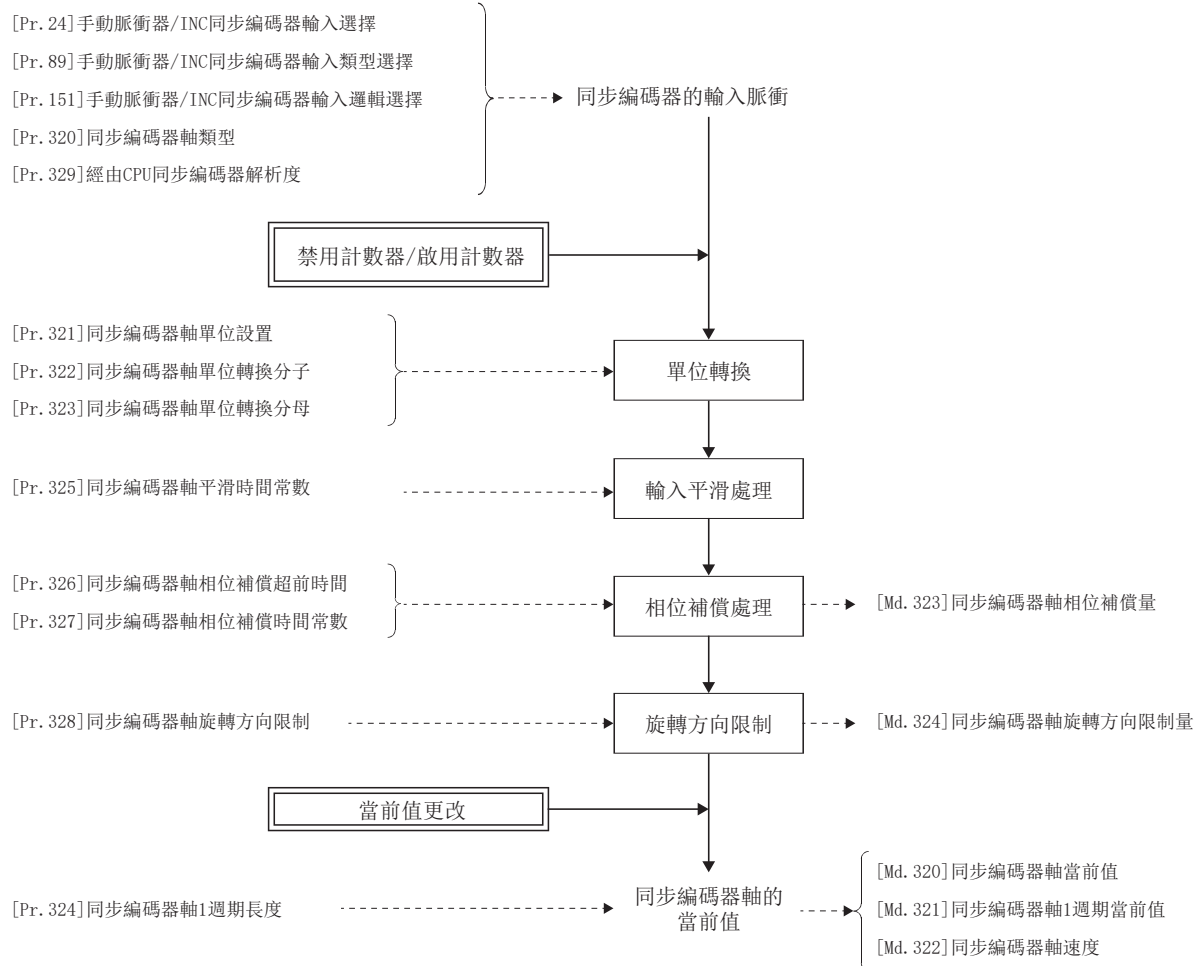 [Pr.24]手動脈衝器/INC同步編碼器輸入選擇
[Pr.89]手動脈衝器/INC同步編碼器輸入類型選擇
[Pr.151]手動脈衝器/INC同步編碼器輸入邏輯選擇
[Pr.320]同步編碼器軸類型
[Pr.329]經由CPU同步編碼器解析度
同步編碼器的輸入脈衝
禁用計數器/啟用計數器
[Pr.321]同步編碼器軸單位設置
[Pr.322]同步編碼器軸單位轉換分子
[Pr.323]同步編碼器軸單位轉換分母
單位轉換
[Pr.325]同步編碼器軸平滑時間常數
輸入平滑處理
[Pr.326]同步編碼器軸相位補償超前時間
[Pr.327]同步編碼器軸相位補償時間常數
相位補償處理
[Md.323]同步編碼器軸相位補償量
[Pr.328]同步編碼器軸旋轉方向限制
旋轉方向限制
[Md.324]同步編碼器軸旋轉方向限制量
當前值更改
[Pr.324]同步編碼器軸1週期長度
同步編碼器軸的
當前值
[Md.320]同步編碼器軸當前值
[Md.321]同步編碼器軸1週期當前值
[Md.322]同步編碼器軸速度